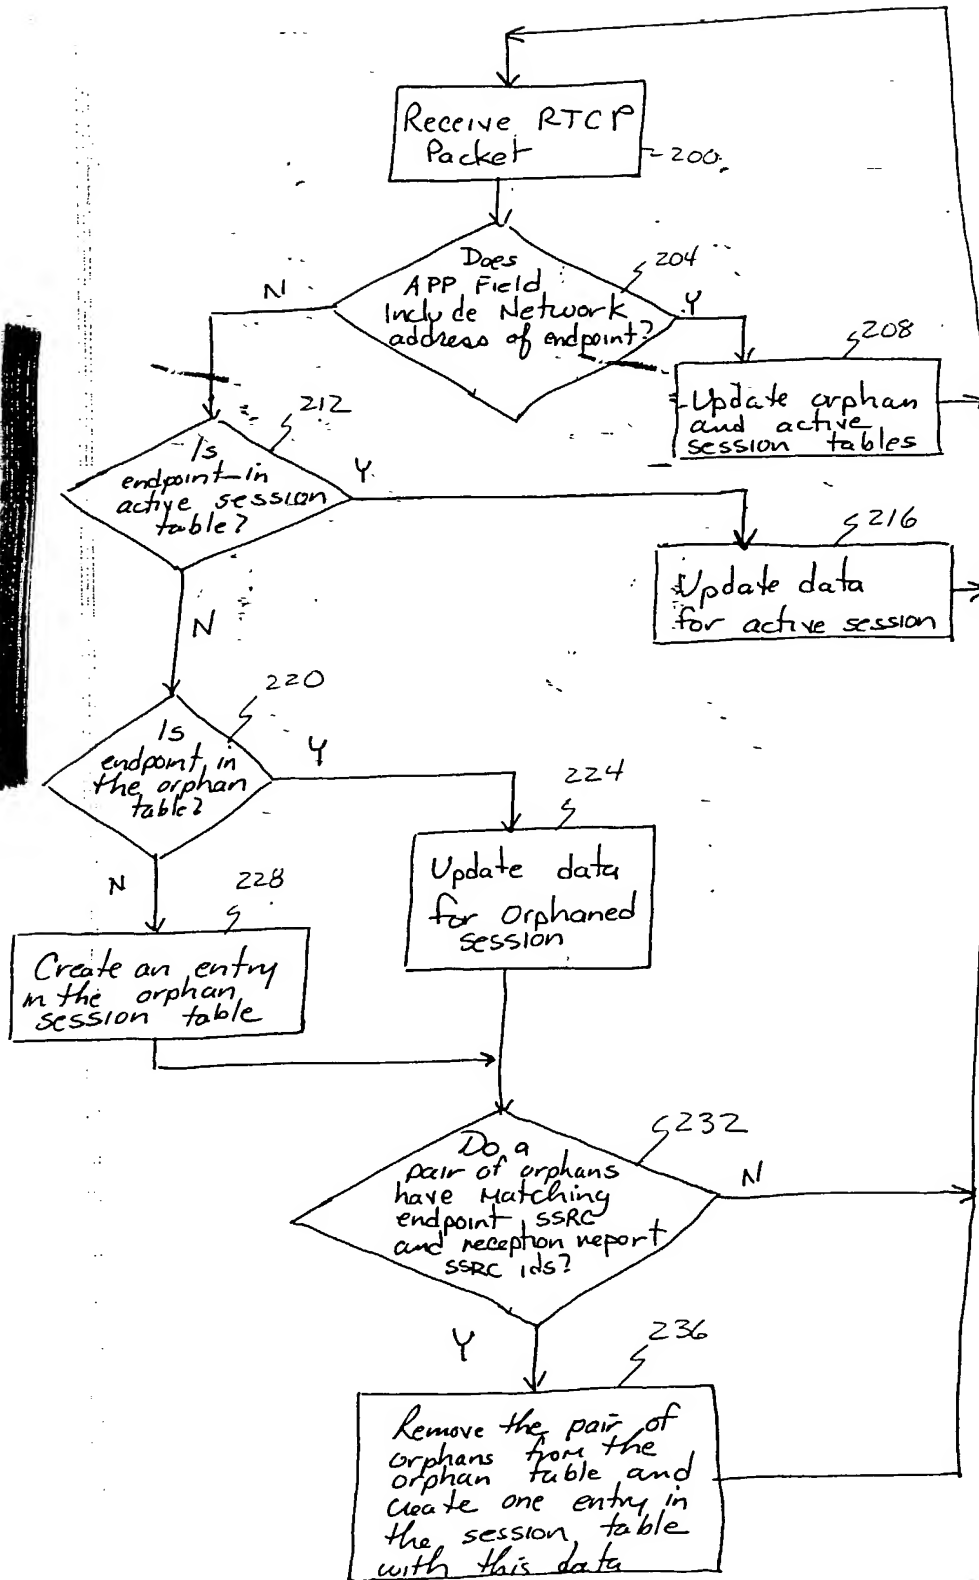 Receive RTCP
Packet
200
Does
APP Field
Include Network
address of endpoint?
204
N
Y
208
Update orphan
and active
session tables
212
Is
endpoint in
active session
table?
Y
216
Update data
for active session
N
220
Is
endpoint in
the orphan
table?
Y
224
Update data
for orphaned
session
N
228
Create an entry
in the orphan
session table
232
Do a
pair of orphans
have matching
endpoint SSRC
and reception report
SSRC ids?
N
Y
236
Remove the pair of
orphans from the
orphan table and
create one entry in
the session table
with this data